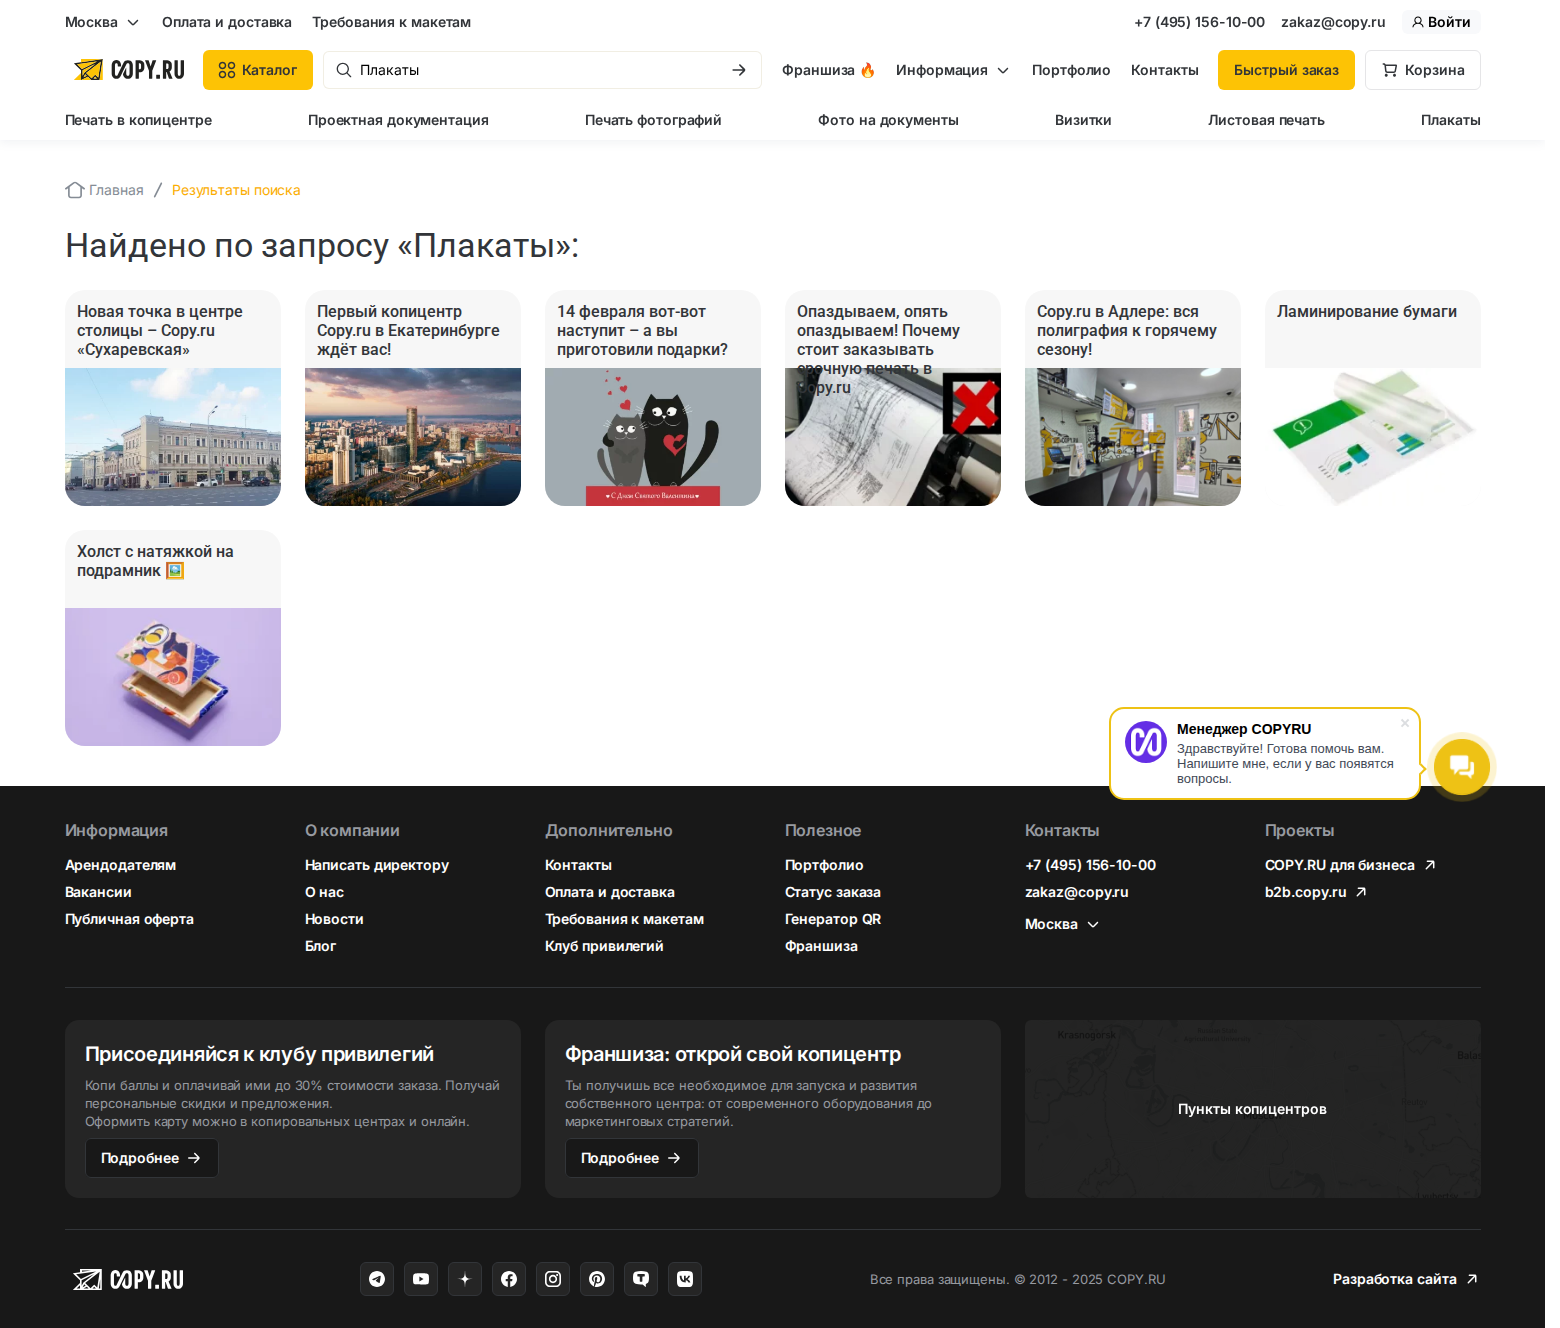 Москва Оплата и доставка Требования к макетам +7 (495) 156-10-00 zakaz@copy.ru Войти
COPY.RU Каталог Плакаты Франшиза 🔥 Информация Портфолио Контакты Быстрый заказ Корзина
Печать в копицентре Проектная документация Печать фотографий Фото на документы Визитки Листовая печать Плакаты
Главная / Результаты поиска
Найдено по запросу «Плакаты»:
Новая точка в центре
столицы – Copy.ru
«Сухаревская»
Первый копицентр
Copy.ru в Екатеринбурге
ждёт вас!
14 февраля вот-вот
наступит – а вы
приготовили подарки?
С Днем Святого Валентина
Опаздываем, опять
опаздываем! Почему
стоит заказывать
срочную печать в
Copy.ru
Copy.ru в Адлере: вся
полиграфия к горячему
сезону!
Ламинирование бумаги
Холст с натяжкой на
подрамник 🖼️
Менеджер COPYRU
Здравствуйте! Готова помочь вам.
Напишите мне, если у вас появятся
вопросы.
Информация
Арендодателям
Вакансии
Публичная оферта
О компании
Написать директору
О нас
Новости
Блог
Дополнительно
Контакты
Оплата и доставка
Требования к макетам
Клуб привилегий
Полезное
Портфолио
Статус заказа
Генератор QR
Франшиза
Контакты
+7 (495) 156-10-00
zakaz@copy.ru
Москва
Проекты
COPY.RU для бизнеса
b2b.copy.ru
Присоединяйся к клубу привилегий
Копи баллы и оплачивай ими до 30% стоимости заказа. Получай
персональные скидки и предложения.
Оформить карту можно в копировальных центрах и онлайн.
Подробнее
Франшиза: открой свой копицентр
Ты получишь все необходимое для запуска и развития
собственного центра: от современного оборудования до
маркетинговых стратегий.
Подробнее
Krasnogorsk
Пункты копицентров
COPY.RU Все права защищены. © 2012 - 2025 COPY.RU Разработка сайта